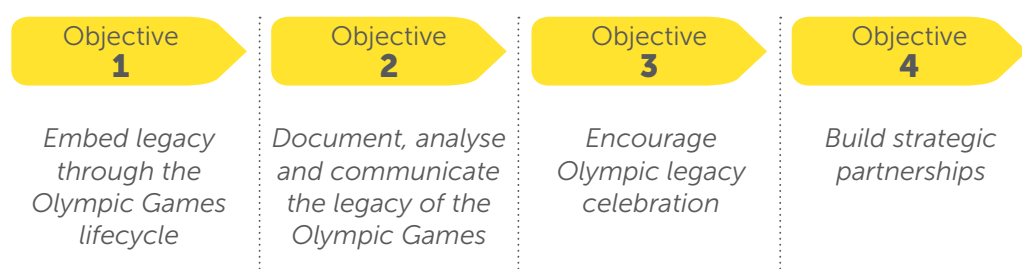 Objective
1
Embed legacy
through the
Olympic Games
lifecycle
Objective
2
Document, analyse
and communicate
the legacy of the
Olympic Games
Objective
3
Encourage
Olympic legacy
celebration
Objective
4
Build strategic
partnerships